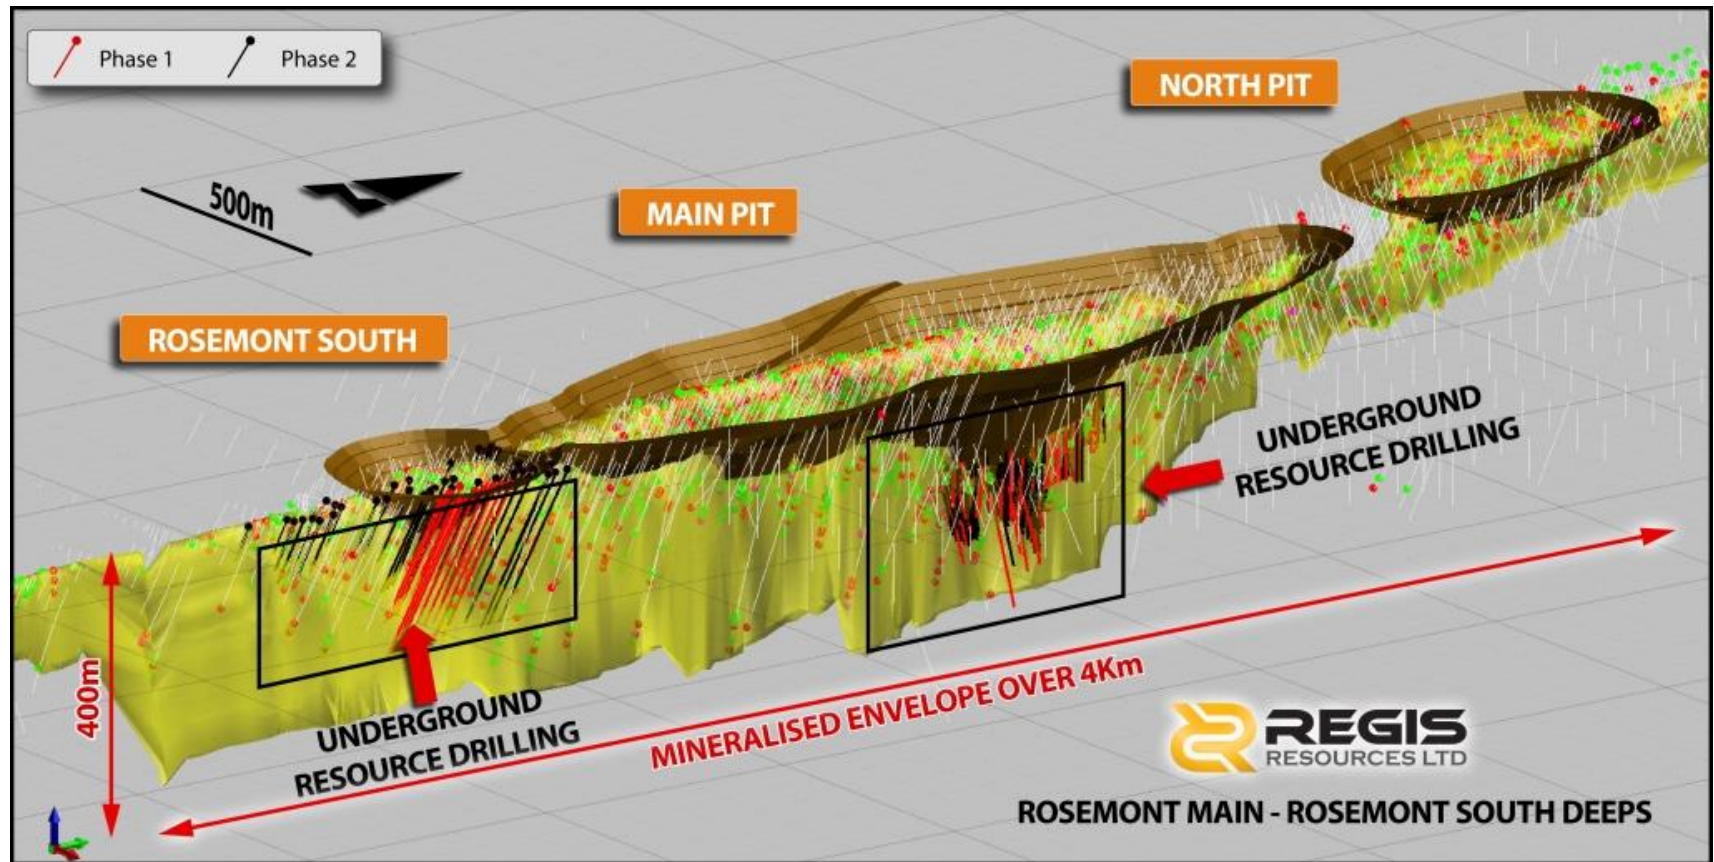 Phase 1
Phase 2
NORTH PIT
500m
MAIN PIT
ROSEMONT SOUTH
UNDERGROUND
RESOURCE DRILLING
400m
UNDERGROUND
RESOURCE DRILLING
MINERALISED ENVELOPE OVER 4Km
REGIS
RESOURCES LTD
ROSEMONT MAIN - ROSEMONT SOUTH DEEPS